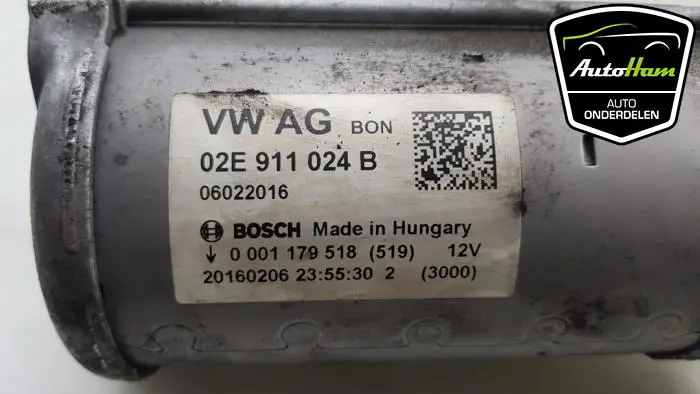 VW AG BON
02E 911 024 B
06022016
BOSCH Made in Hungary
↓ 0 001 179 518 (519) 12V
20160206 23:55:30 2 (3000)
AutoHam
AUTO
ONDERDELEN